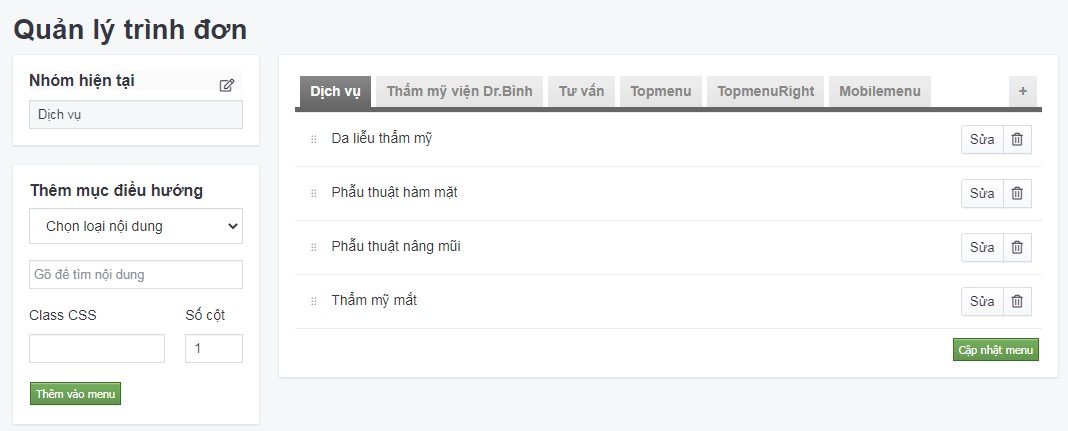 Quản lý trình đơn
Nhóm hiện tại
Dịch vụ
Thêm mục điều hướng
Chọn loại nội dung
Gõ để tìm nội dung
Class CSS Số cột
1
Thêm vào menu
Dịch vụ Thẩm mỹ viện Dr.Bình Tư vấn Topmenu TopmenuRight Mobilemenu +
Da liễu thẩm mỹ Sửa
Phẫu thuật hàm mặt Sửa
Phẫu thuật nâng mũi Sửa
Thẩm mỹ mắt Sửa
Cập nhật menu